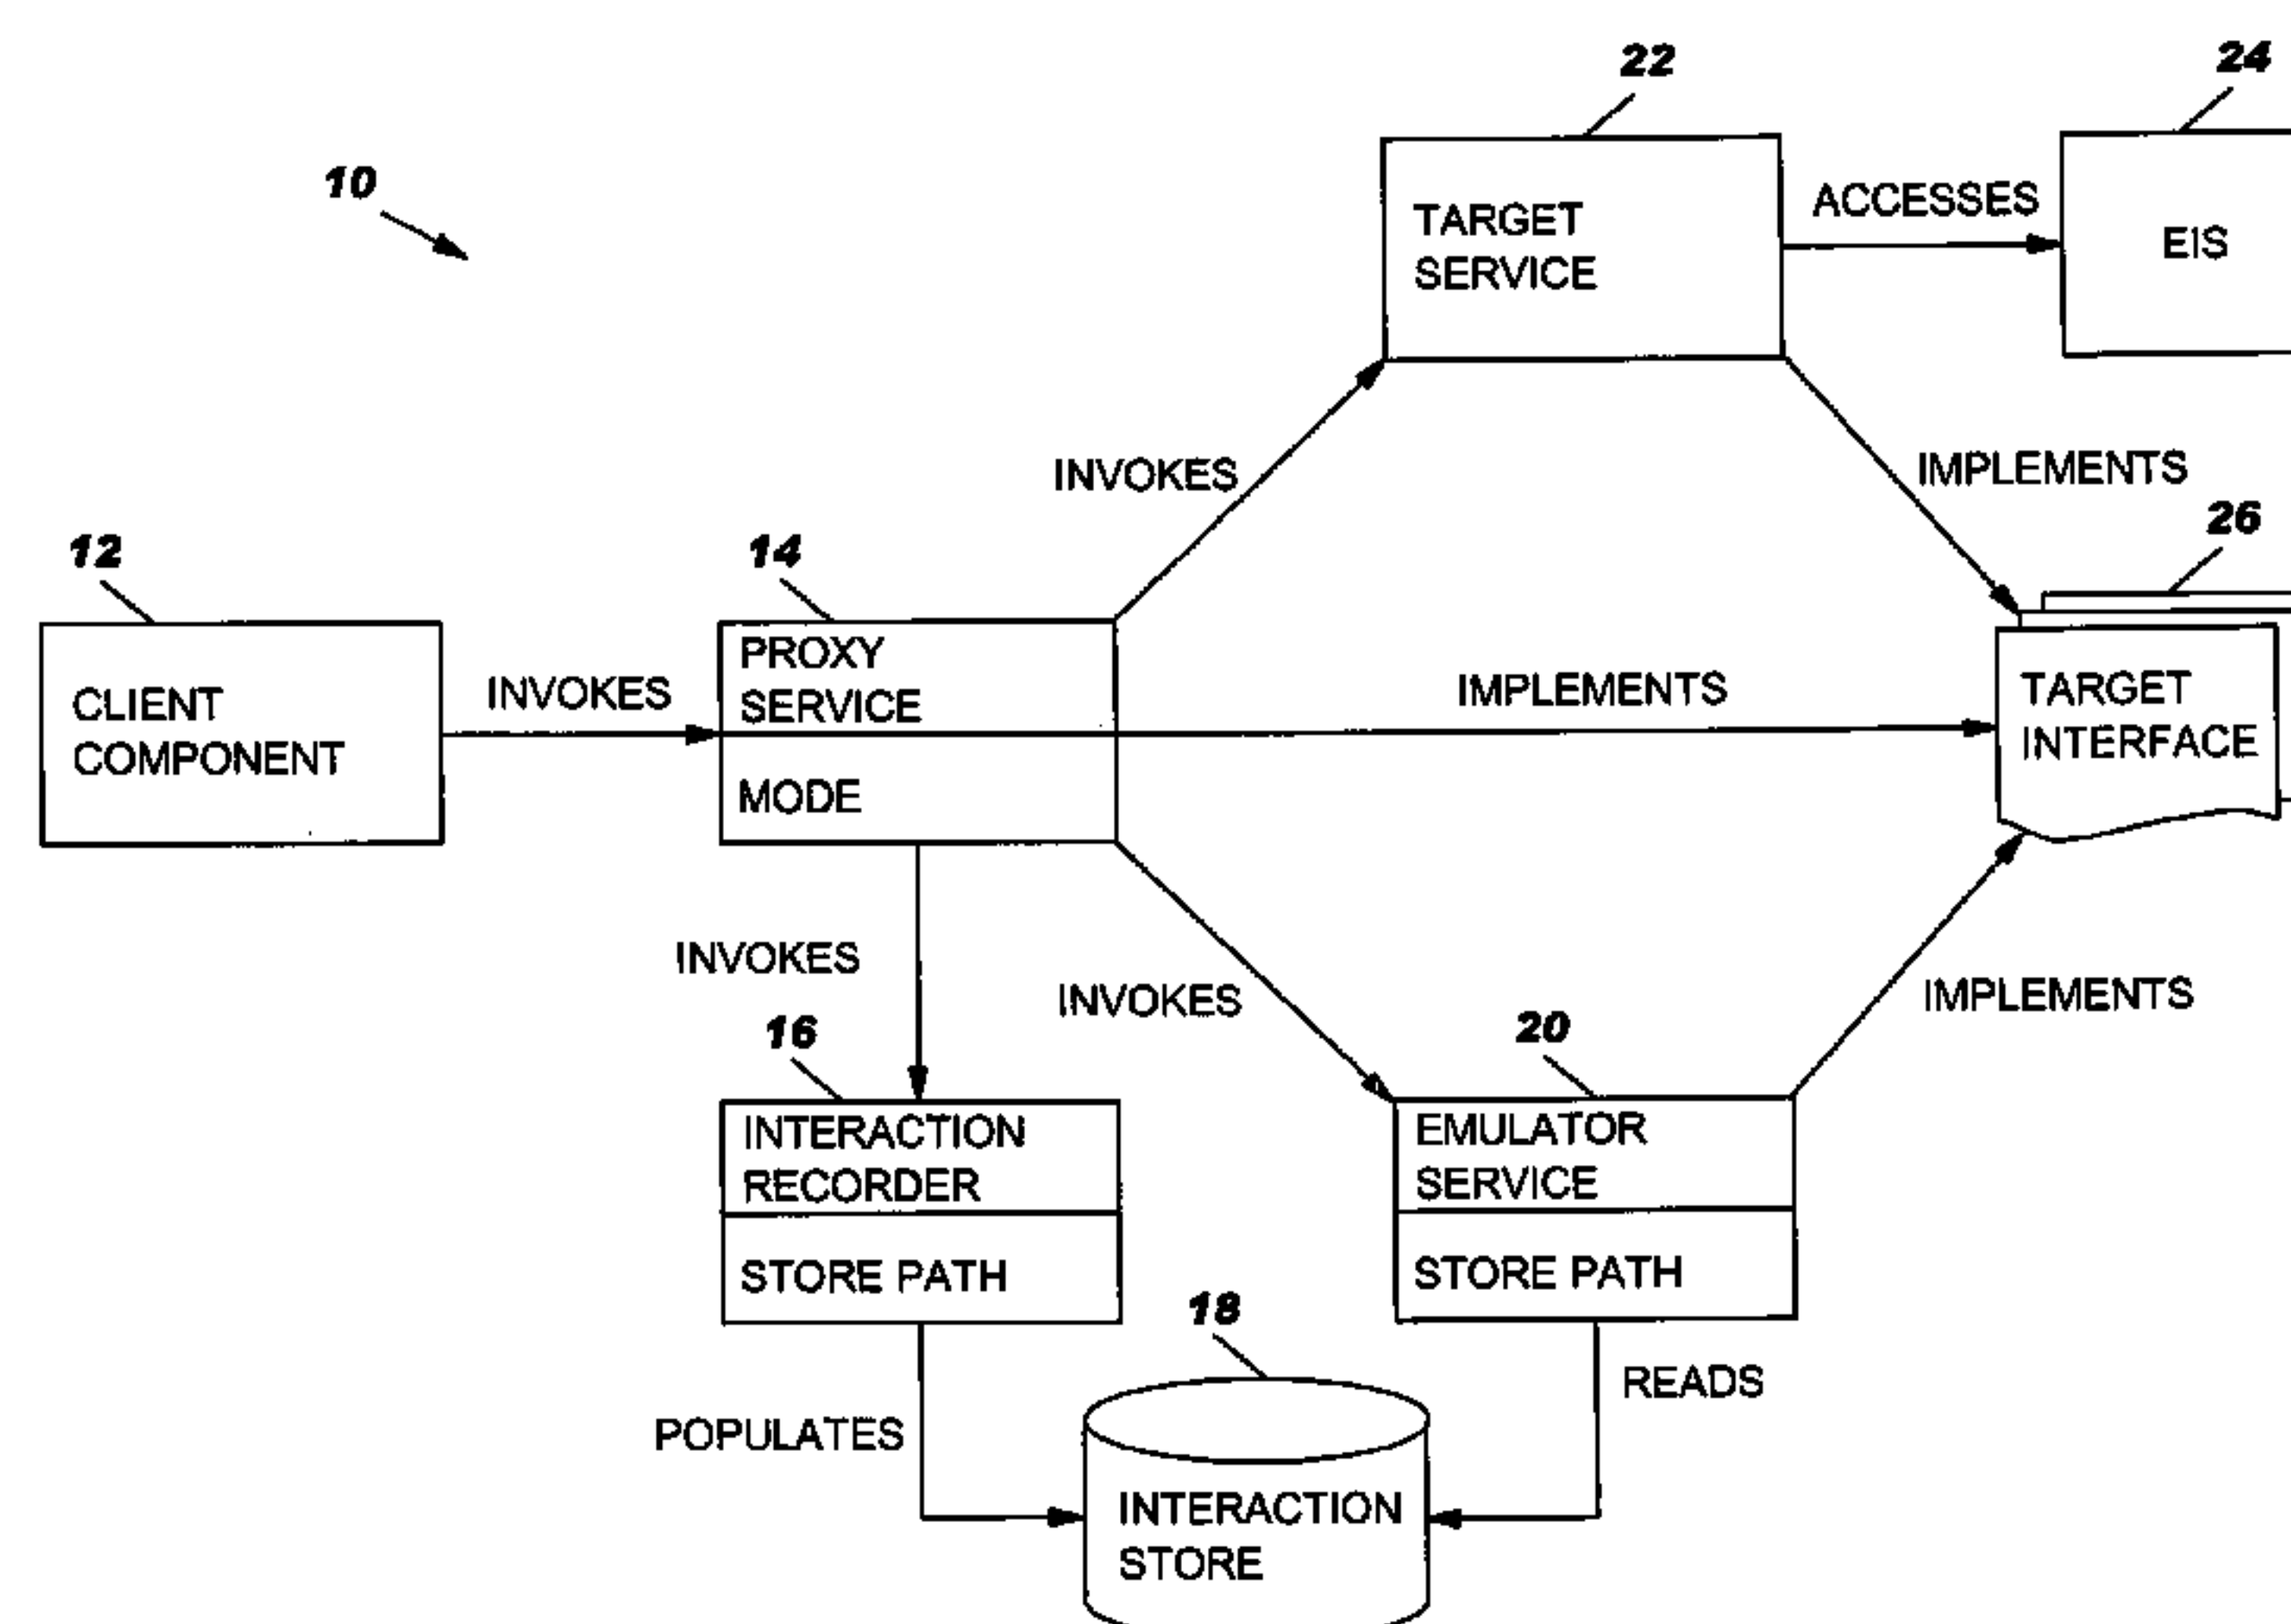 22
24
10
TARGET
SERVICE
ACCESSES
EIS
INVOKES
IMPLEMENTS
26
12
14
CLIENT
COMPONENT
INVOKES
PROXY
SERVICE
MODE
IMPLEMENTS
TARGET
INTERFACE
INVOKES
INVOKES
IMPLEMENTS
16
20
INTERACTION
RECORDER
STORE PATH
EMULATOR
SERVICE
STORE PATH
18
POPULATES
READS
INTERACTION
STORE